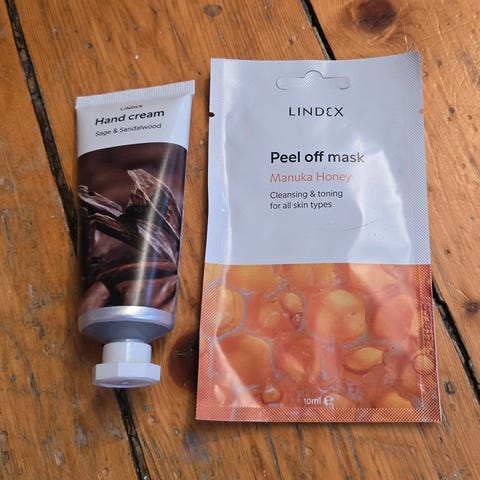 LINDEX
Hand cream
Sage & Sandalwood
LINDEX
Peel off mask
Manuka Honey
Cleansing & toning
for all skin types
10ml ℮